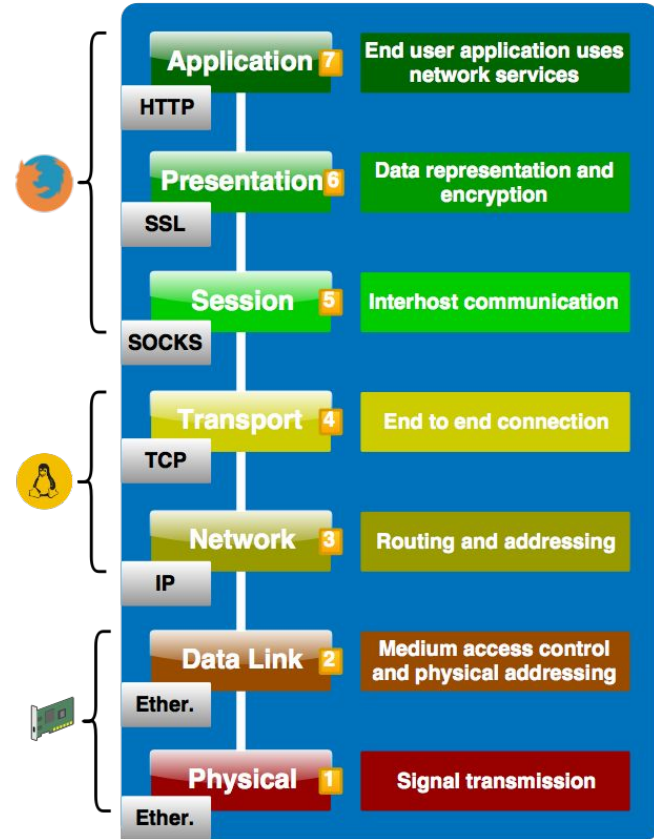 Application 7
End user application uses
network services
HTTP
Presentation 6
Data representation and
encryption
SSL
Session 5
Interhost communication
SOCKS
Transport 4
End to end connection
TCP
Network 3
Routing and addressing
IP
Data Link 2
Medium access control
and physical addressing
Ether.
Physical 1
Signal transmission
Ether.